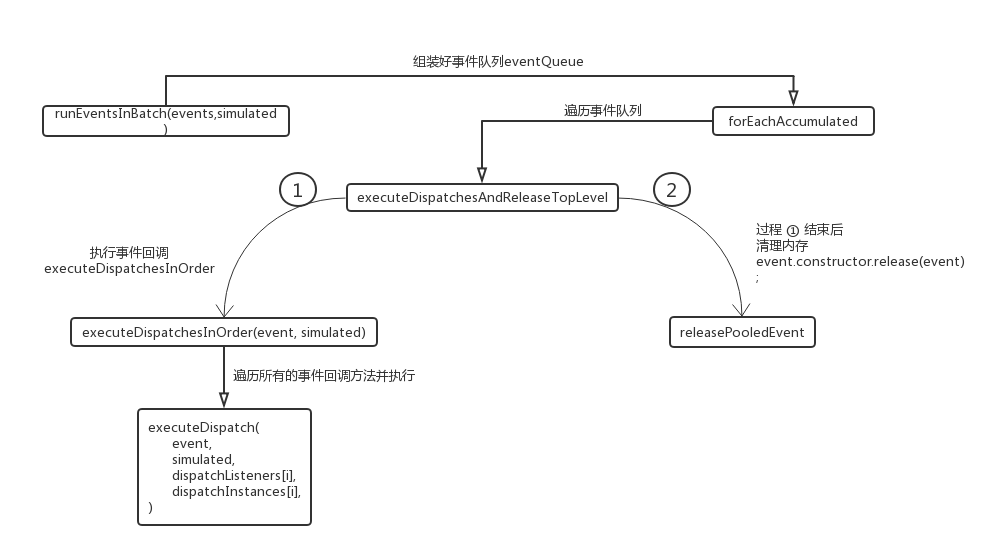 组装好事件队列eventQueue
runEventsInBatch(events,simulated
)
遍历事件队列
forEachAccumulated
1
executeDispatchesAndReleaseTopLevel
2
执行事件回调
executeDispatchesInOrder
过程 ① 结束后
清理内存
event.constructor.release(event)
;
executeDispatchesInOrder(event, simulated)
releasePooledEvent
遍历所有的事件回调方法并执行
executeDispatch(
event,
simulated,
dispatchListeners[i],
dispatchInstances[i],
)